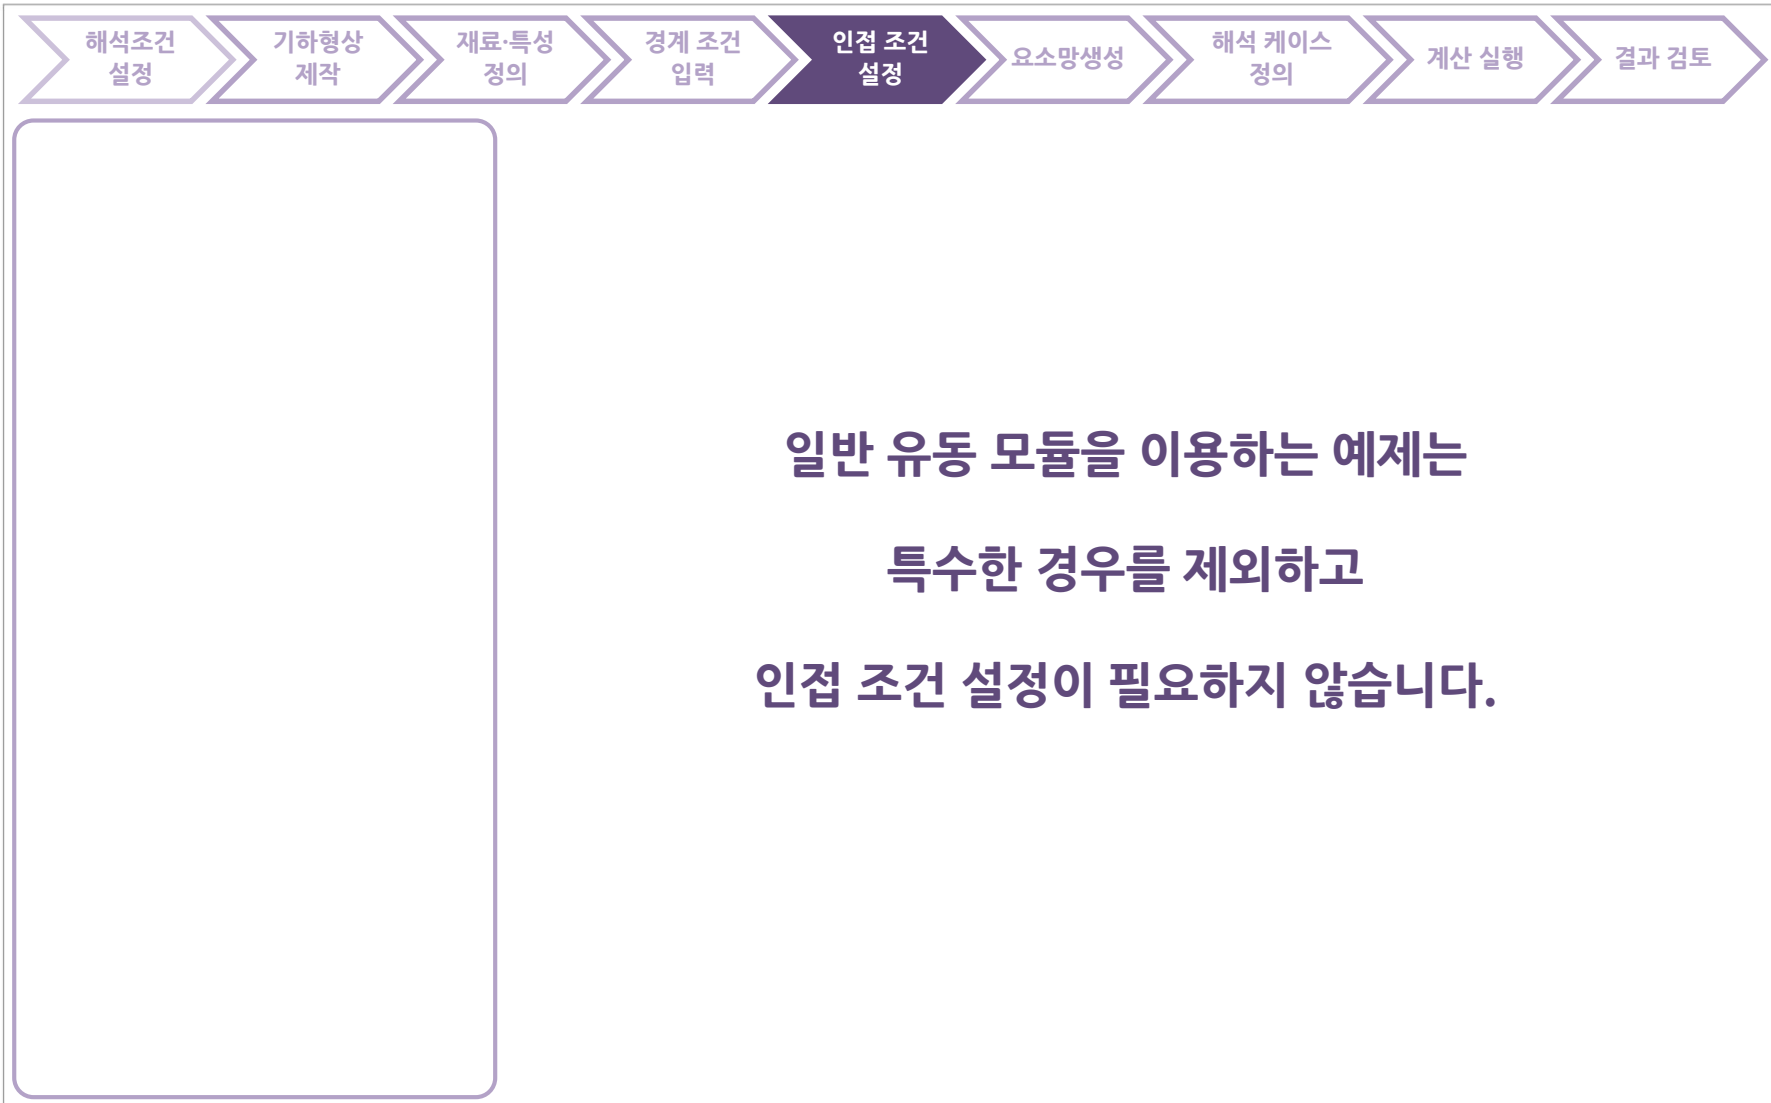 해석조건
설정
기하형상
제작
재료·특성
정의
경계 조건
입력
인접 조건
설정
요소망생성
해석 케이스
정의
계산 실행
결과 검토
일반 유동 모듈을 이용하는 예제는
특수한 경우를 제외하고
인접 조건 설정이 필요하지 않습니다.